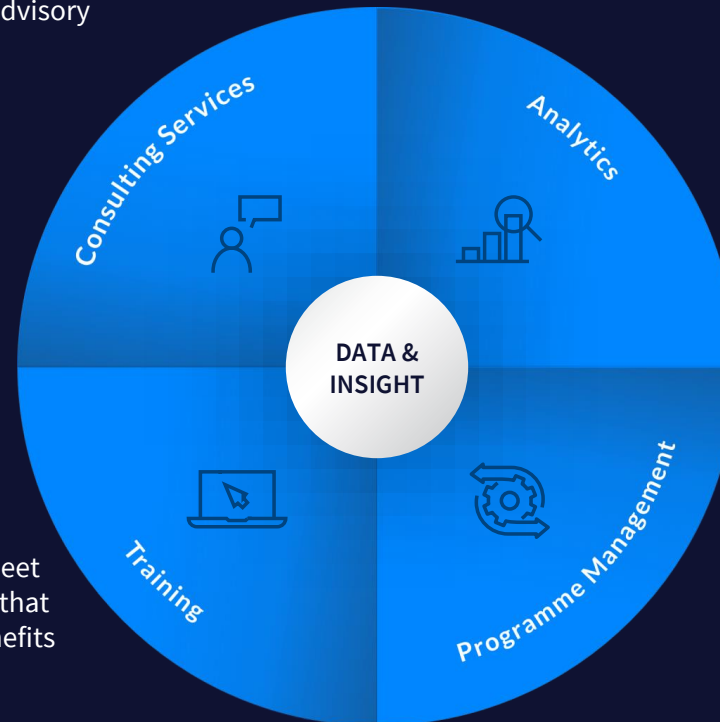 dvisory
Consulting Services
Analytics
DATA &
INSIGHT
Training
Programme Management
eet
that
nefits